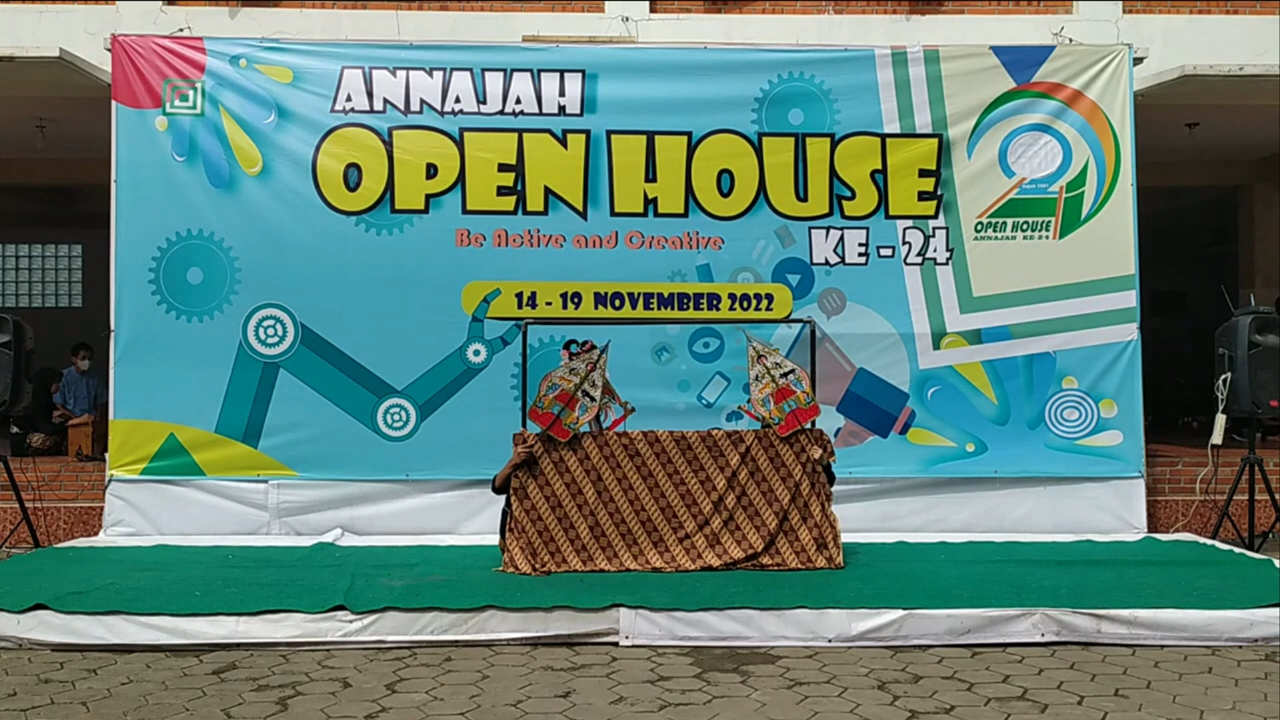 ANNAJAH
OPEN HOUSE
Be Active and Creative
KE - 24
14 - 19 NOVEMBER 2022
OPEN HOUSE
ANNAJAH KE-24